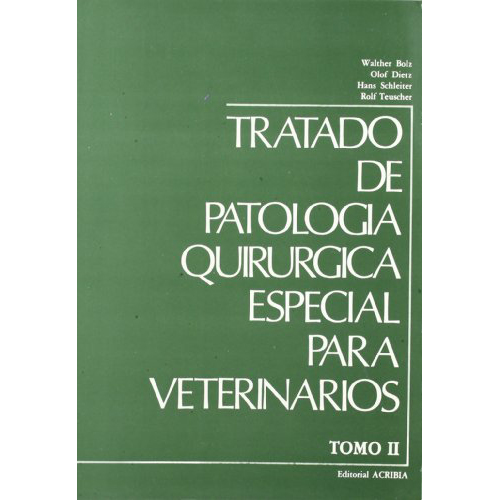 Walther Bolz
Olof Dietz
Hans Schleiter
Rolf Teuscher
TRATADO
DE
PATOLOGIA
QUIRURGICA
ESPECIAL
PARA
VETERINARIOS
TOMO II
Editorial ACRIBIA